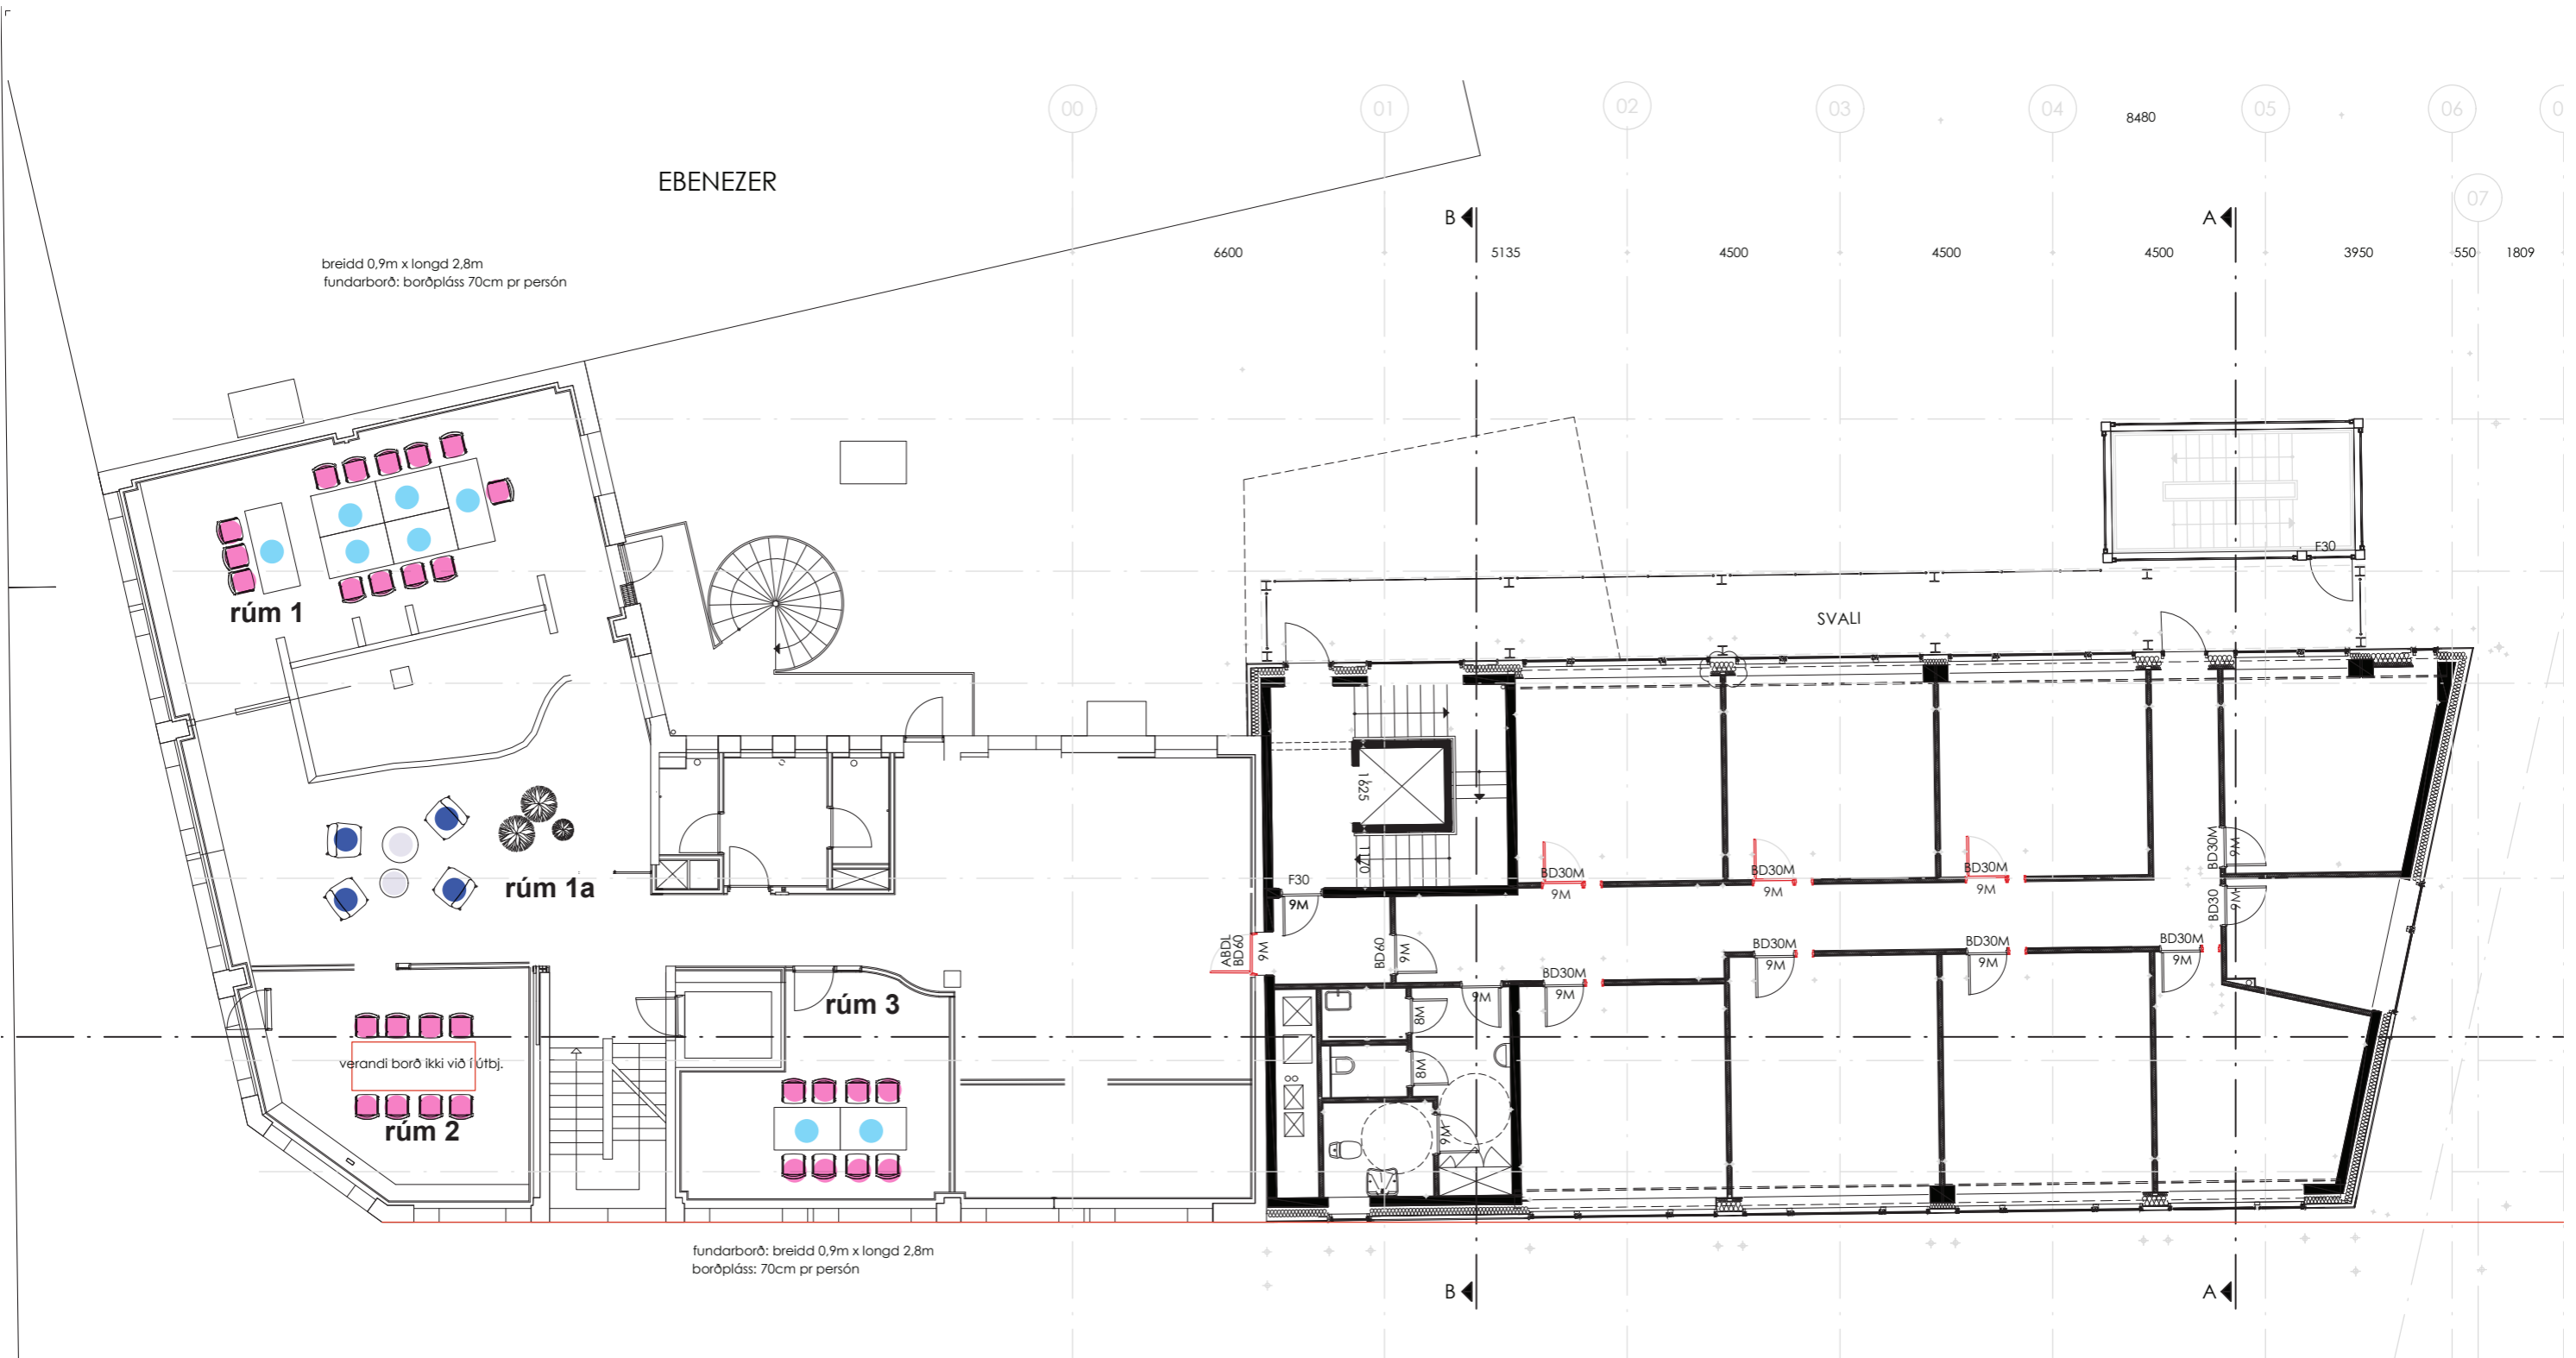 00
01
02
03
04
05
06
0
07
8480
EBENEZER
B
A
6600
5135
4500
4500
4500
3950
550
1809
breidd 0,9m x longd 2,8m
fundarborð: borðpláss 70cm pr persón
F30
rúm 1
SVALI
1625
1170
rúm 1a
F30
9M
BD30M
9M
BD30M
9M
BD30M
9M
BD30M
9M
BD30
9M
ABDL
BD60
9M
BD60
9M
BD30M
9M
BD30M
9M
BD30M
9M
BD30M
9M
9M
8M
8M
9M
rúm 3
verandi borð ikki við í útbj.
rúm 2
fundarborð: breidd 0,9m x longd 2,8m
borðpláss: 70cm pr persón
B
A